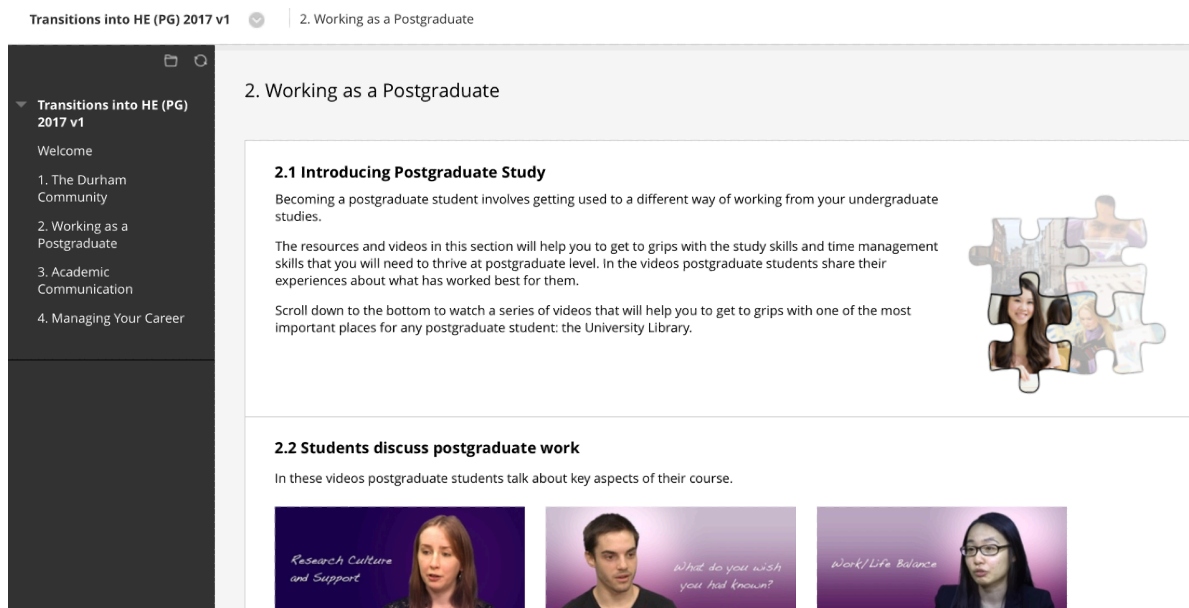 Transitions into HE (PG) 2017 v1
2. Working as a Postgraduate
Transitions into HE (PG)
2017 v1
Welcome
1. The Durham
Community
2. Working as a
Postgraduate
3. Academic
Communication
4. Managing Your Career
2. Working as a Postgraduate
2.1 Introducing Postgraduate Study
Becoming a postgraduate student involves getting used to a different way of working from your undergraduate
studies.
The resources and videos in this section will help you to get to grips with the study skills and time management
skills that you will need to thrive at postgraduate level. In the videos postgraduate students share their
experiences about what has worked best for them.
Scroll down to the bottom to watch a series of videos that will help you to get to grips with one of the most
important places for any postgraduate student: the University Library.
2.2 Students discuss postgraduate work
In these videos postgraduate students talk about key aspects of their course.
Research Culture
and Support
What do you wish
you had known?
Work/Life Balance